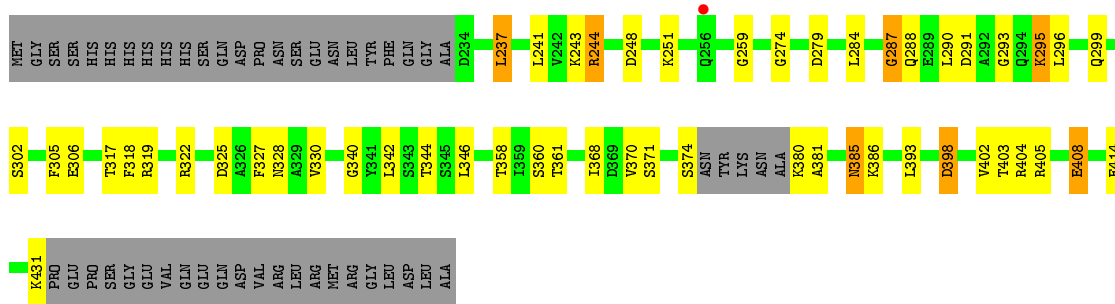 MET GLY SER SER HIS HIS HIS HIS HIS HIS SER GLN ASP PRO ASN SER GLU ASN LEU TYR PHE GLN GLY ALA D234 L237 L241 V242 K243 R244 D248 K251 Q256 G259 G274 D279 L284 G287 Q288 E289 L290 D291 A292 G293 Q294 K295 L296 Q299
S302 F305 E306 T317 F318 R319 R322 D325 A326 F327 N328 A329 V330 G340 Y341 L342 S343 T344 S345 L346 T358 I359 S360 T361 I368 D369 V370 S371 S374 ASN TYR LYS ASN ALA K380 A381 N385 K386 L393 D398 V402 T403 R404 R405 E408
K431 PRO GLU PRO SER GLY GLU VAL GLN GLU GLN ASP VAL ARG LEU ARG MET ARG GLY LEU ASP LEU ALA